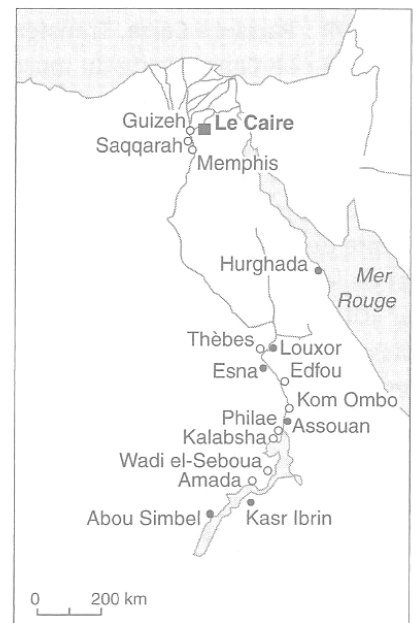 Guizeh
Le Caire
Saqqarah
Memphis
Hurghada
Mer
Rouge
Thèbes
Louxor
Esna
Edfou
Kom Ombo
Philae
Assouan
Kalabsha
Wadi el-Seboua
Amada
Abou Simbel
Kasr Ibrin
0 200 km